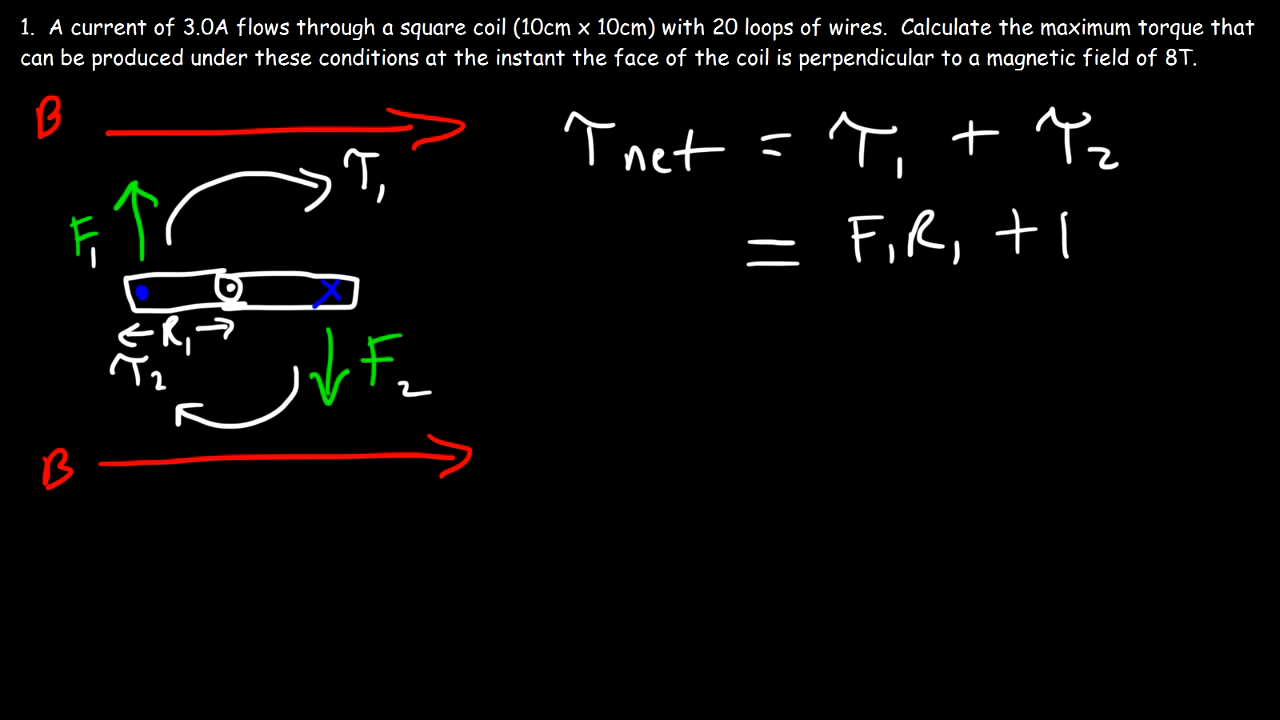 1. A current of 3.0A flows through a square coil (10cm x 10cm) with 20 loops of wires. Calculate the maximum torque that
can be produced under these conditions at the instant the face of the coil is perpendicular to a magnetic field of 8T.
B
τ₁
F₁
R₁
τ₂
F₂
B
τnet = τ₁ + τ₂
= F₁R₁ + 1